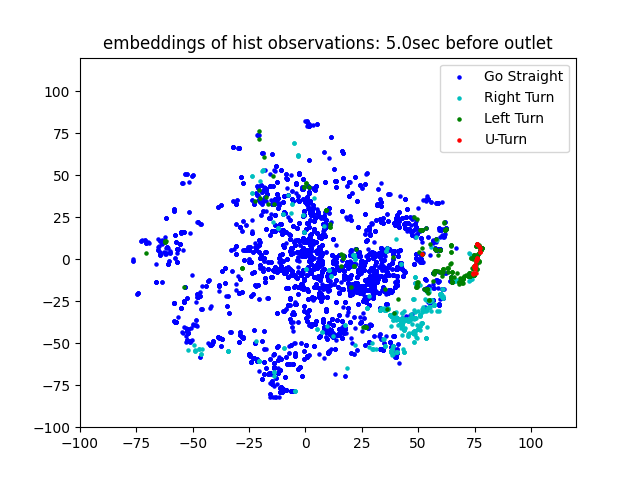 embeddings of hist observations: 5.0sec before outlet
Go Straight
Right Turn
Left Turn
U-Turn
100
75
50
25
0
−25
−50
−75
−100
−100 −75 −50 −25 0 25 50 75 100